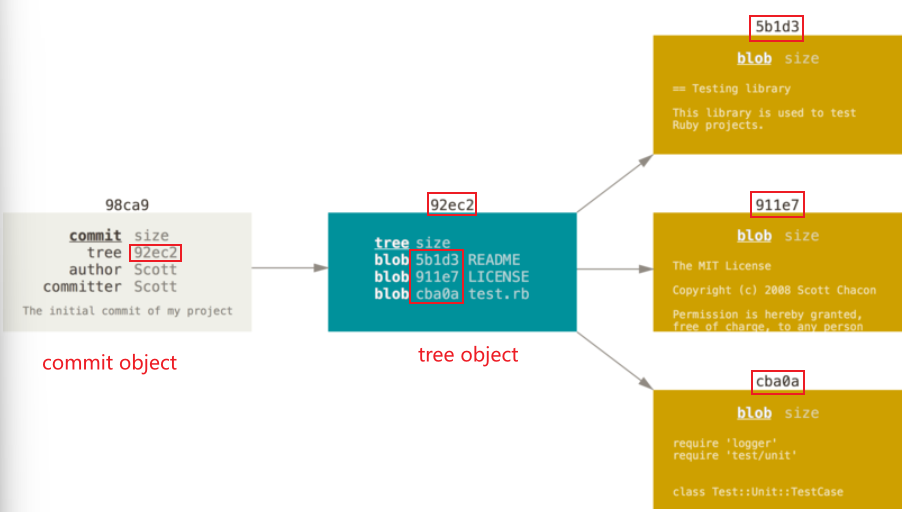 98ca9
commit size
tree 92ec2
author Scott
committer Scott
The initial commit of my project
commit object
92ec2
tree size
blob 5b1d3 README
blob 911e7 LICENSE
blob cba0a test.rb
tree object
5b1d3
blob size
== Testing library
This library is used to test
Ruby projects.
911e7
blob size
The MIT License
Copyright (c) 2008 Scott Chacon
Permission is hereby granted,
free of charge, to any person
cba0a
blob size
require 'logger'
require 'test/unit'
class Test::Unit::TestCase